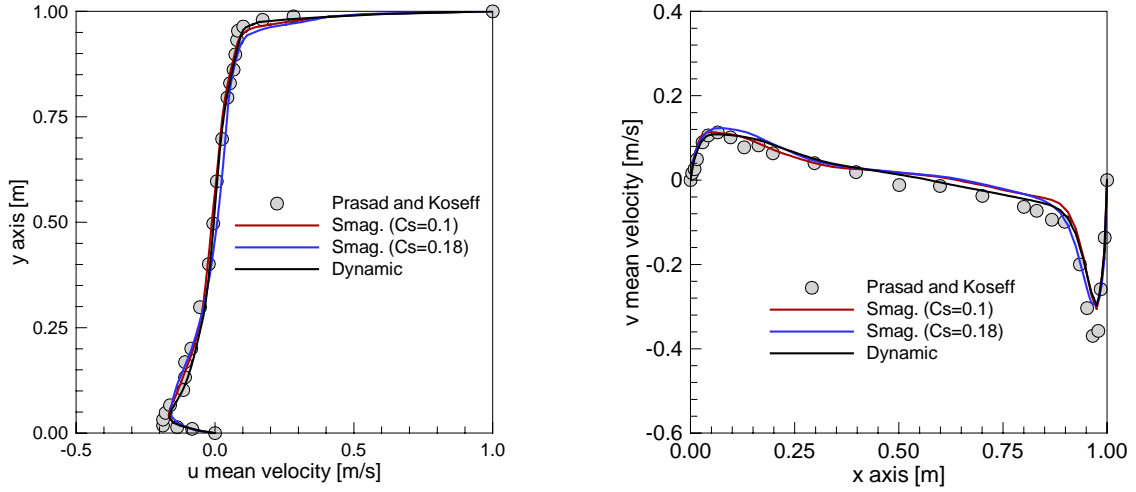 1.00
0.75
0.50
0.25
0.00
y axis [m]
Prasad and Koseff
Smag. (Cs=0.1)
Smag. (Cs=0.18)
Dynamic
-0.5 0.0 0.5 1.0
u mean velocity [m/s]
0.4
0.2
0
-0.2
-0.4
-0.6
v mean velocity [m/s]
Prasad and Koseff
Smag. (Cs=0.1)
Smag. (Cs=0.18)
Dynamic
0.00 0.25 0.50 0.75 1.00
x axis [m]